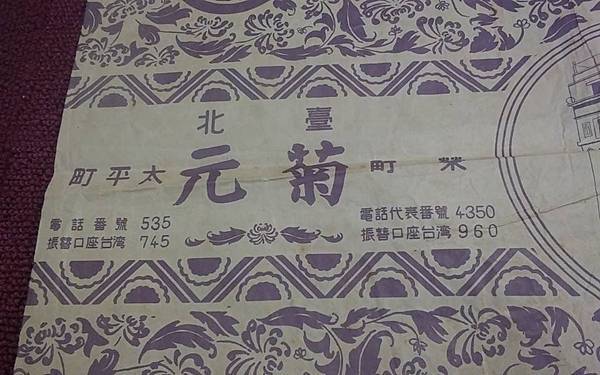 臺北
栄町 菊元 太平町
電話代表番號 4350
振替口座台湾 960
電話番號 535
振替口座台湾 745